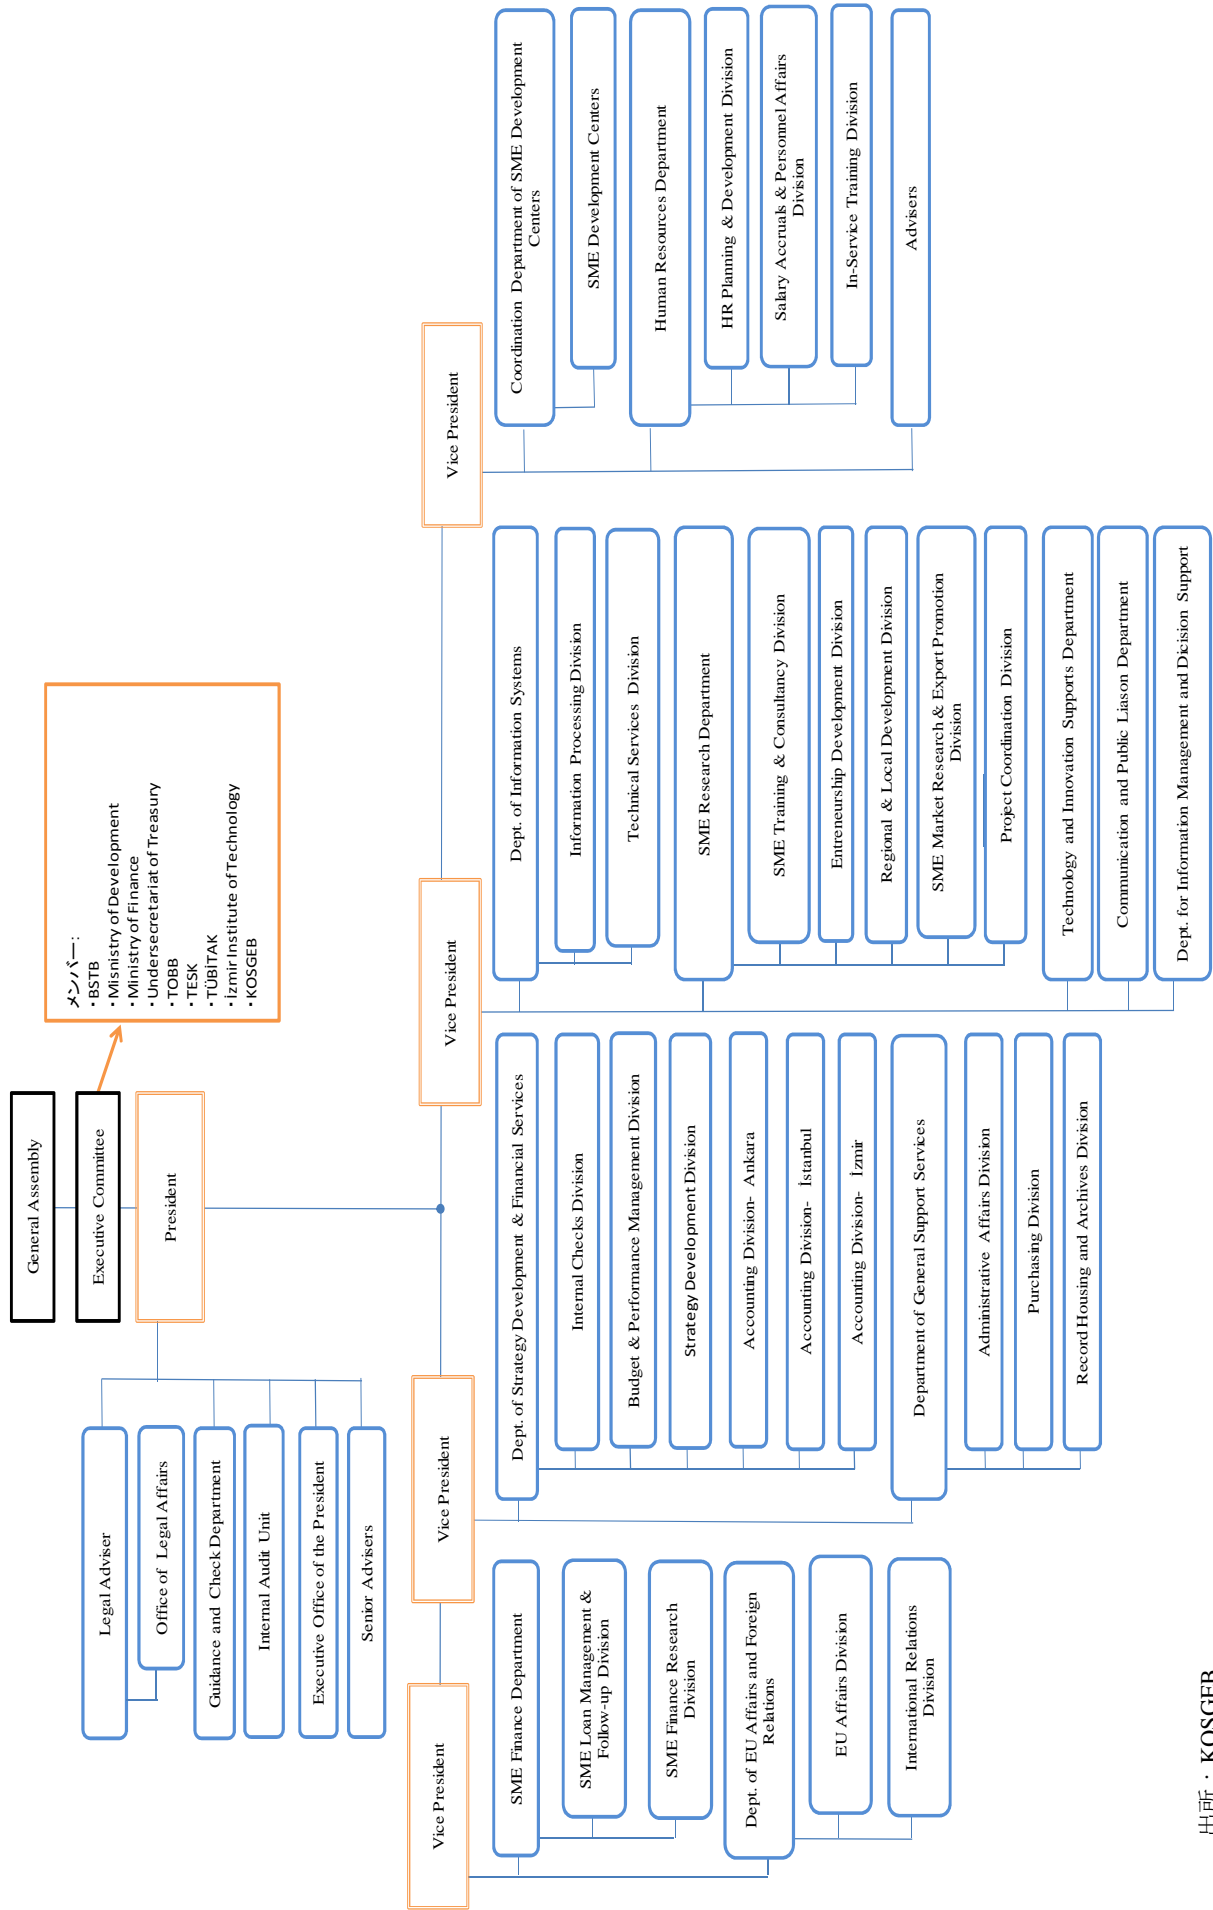 General Assembly
Executive Committee
President
メンバー：
・BSTB
・Misnistry of Development
・Ministry of Finance
・Undersecretariat of Treasury
・TOBB
・TESK
・TÜBİTAK
・İzmir Institute of Technology
・KOSGEB
Legal Adviser
Office of Legal Affairs
Guidance and Check Department
Internal Audit Unit
Executive Office of the President
Senior Advisers
Vice President
SME Finance Department
SME Loan Management &
Follow-up Division
SME Finance Research
Division
Dept. of EU Affairs and Foreign
Relations
EU Affairs Division
International Relations
Division
Vice President
Dept. of Strategy Development & Financial Services
Internal Checks Division
Budget & Performance Management Division
Strategy Development Division
Accounting Division- Ankara
Accounting Division- İstanbul
Accounting Division- İzmir
Department of General Support Services
Administrative Affairs Division
Purchasing Division
Record Housing and Archives Division
Vice President
Dept. of Information Systems
Information Processing Division
Technical Services Division
SME Research Department
SME Training & Consultancy Division
Entreneurship Development Division
Regional & Local Development Division
SME Market Research & Export Promotion
Division
Project Coordination Division
Technology and Innovation Supports Department
Communication and Public Liason Department
Dept. for Information Management and Dicision Support
Vice President
Coordination Department of SME Development
Centers
SME Development Centers
Human Resources Department
HR Planning & Development Division
Salary Accruals & Personnel Affairs
Division
In-Service Training Division
Advisers
出所：KOSGEB